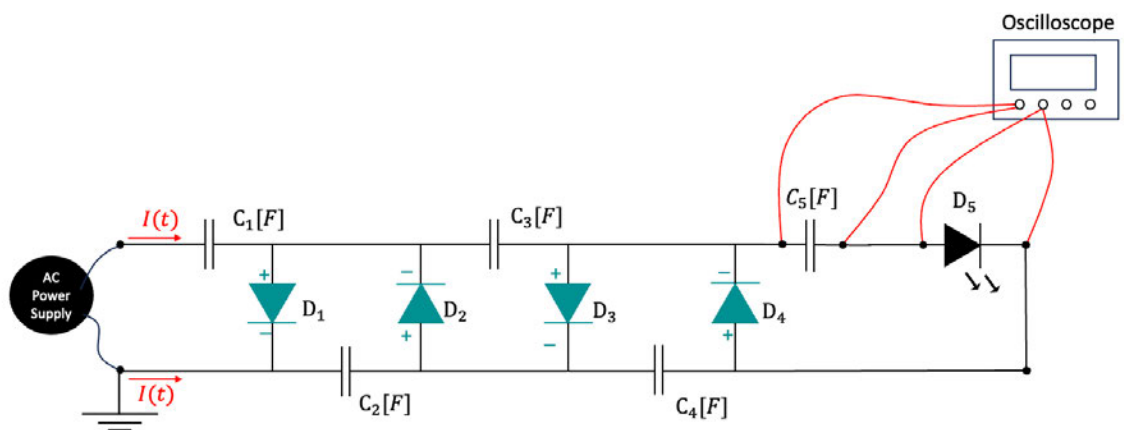 Oscilloscope
I(t)
C₁[F]
C₃[F]
C₅[F]
D₅
AC
Power
Supply
+
−
D₁
−
+
D₂
+
−
D₃
−
+
D₄
I(t)
C₂[F]
C₄[F]